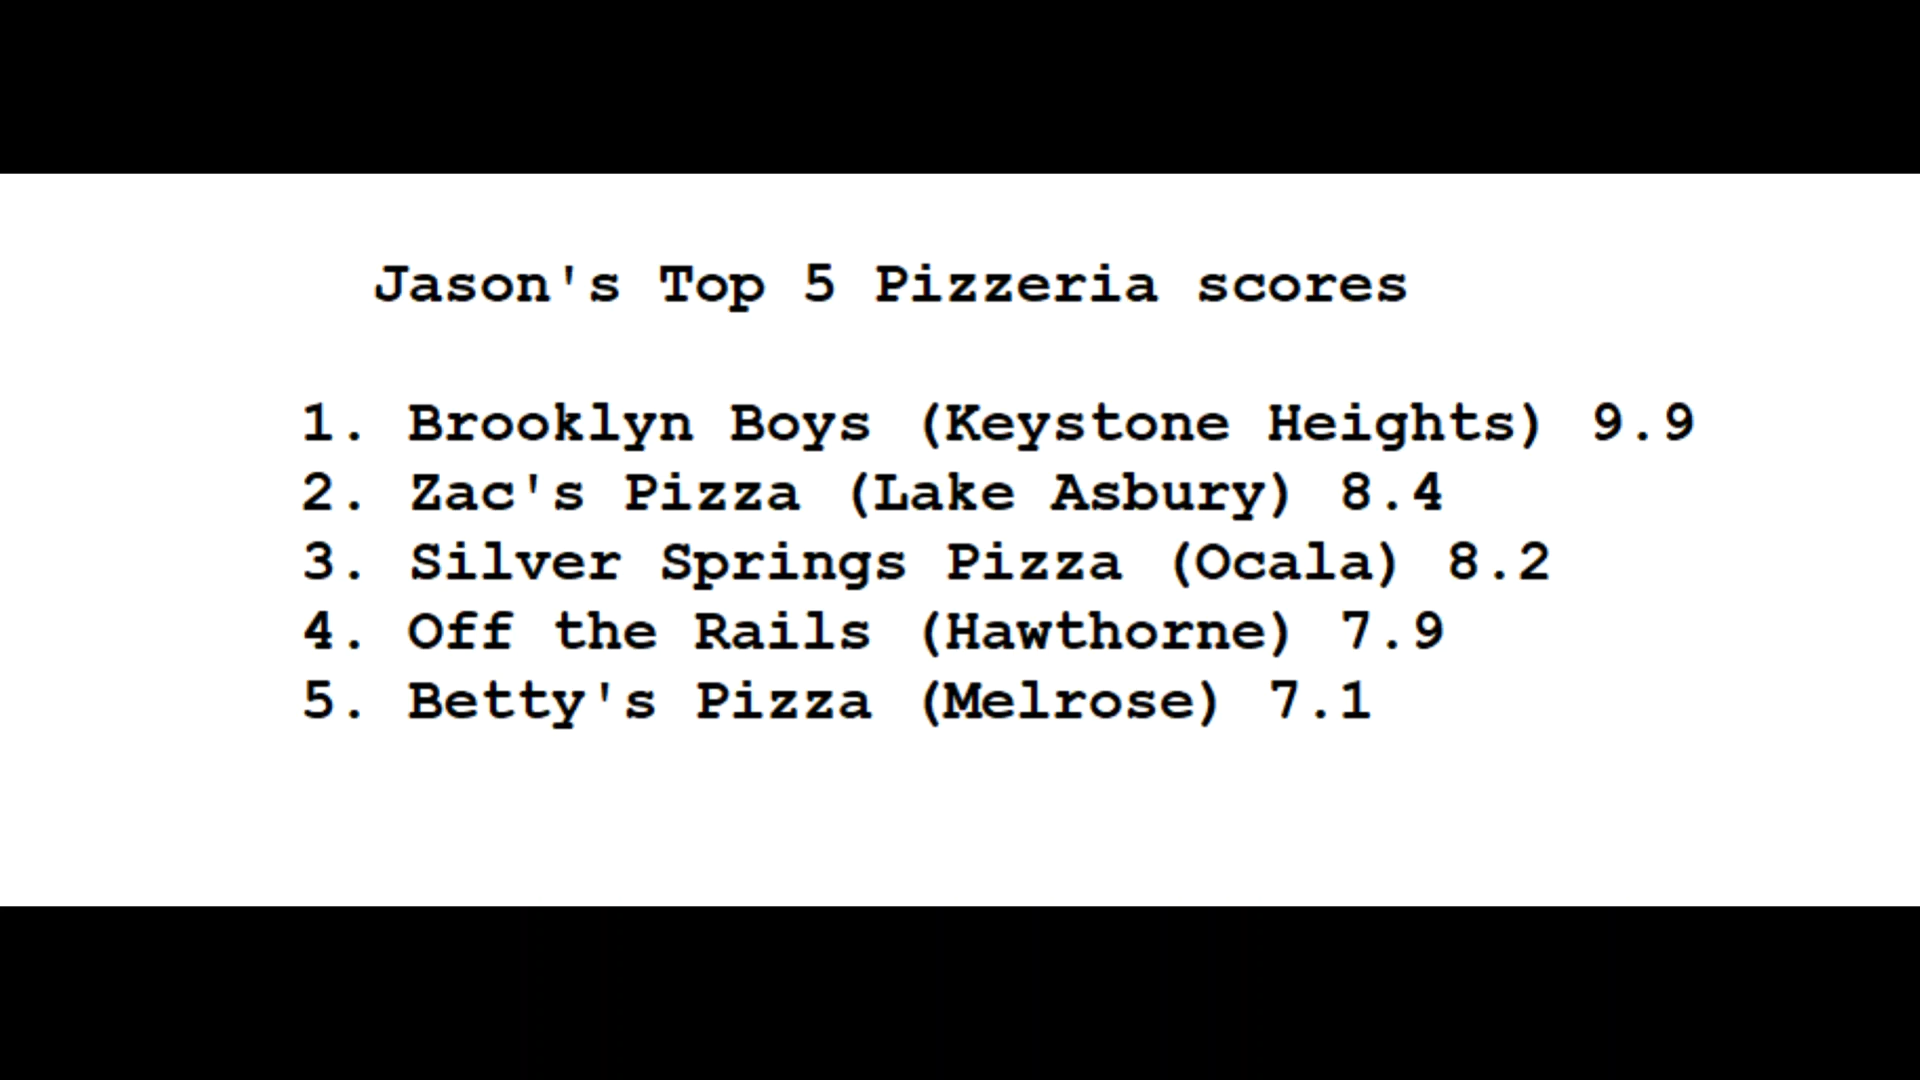 Jason's Top 5 Pizzeria scores
1. Brooklyn Boys (Keystone Heights) 9.9
2. Zac's Pizza (Lake Asbury) 8.4
3. Silver Springs Pizza (Ocala) 8.2
4. Off the Rails (Hawthorne) 7.9
5. Betty's Pizza (Melrose) 7.1